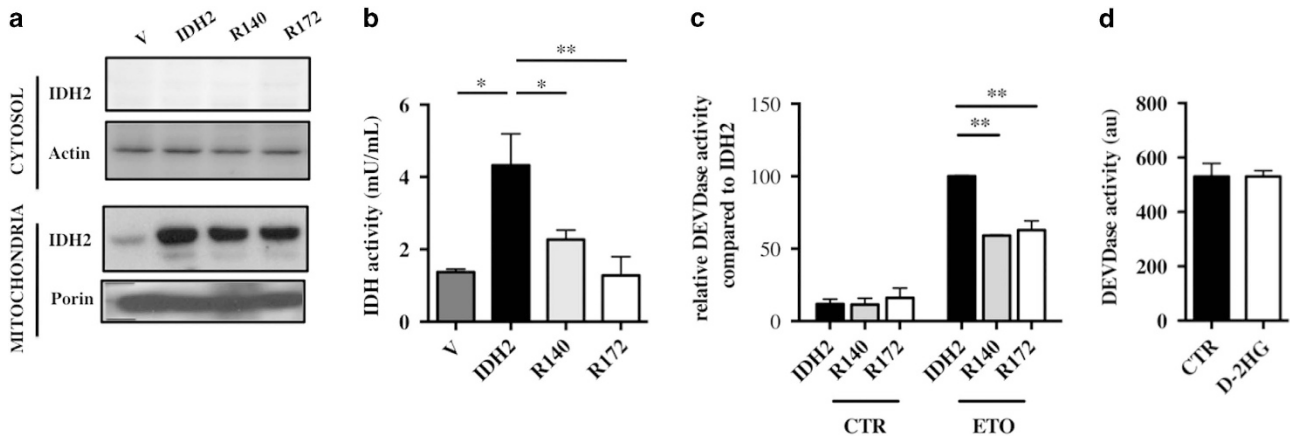 a
V IDH2 R140 R172
CYTOSOL
IDH2
Actin
MITOCHONDRIA
IDH2
Porin
b
IDH activity (mU/mL)
6
4
2
0
* * **
V IDH2 R140 R172
c
relative DEVDase activity
compared to IDH2
150
100
50
0
**
**
IDH2 R140 R172 IDH2 R140 R172
CTR ETO
d
DEVDase activity (au)
800
600
400
200
0
CTR D-2HG